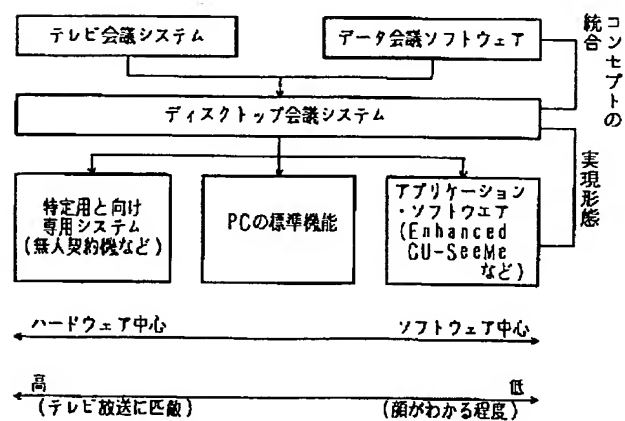 テレビ会議システム
データ会議ソフトウェア
コンセプトの
統合
ディスクトップ会議システム
実現形態
特定用と向け
専用システム
(無人契約機など)
PCの標準機能
アプリケーション
・ソフトウエア
(Enhanced
CU-SeeMe
など)
ハードウェア中心
ソフトウェア中心
高
低
(テレビ放送に匹敵)
(顔がわかる程度)